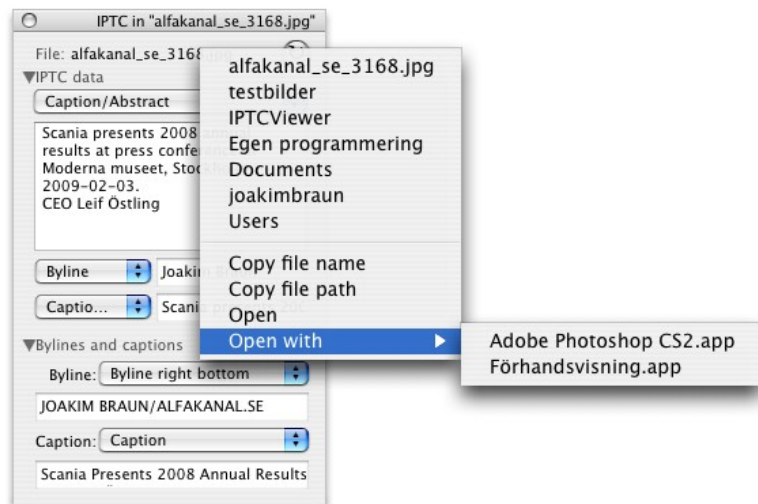 IPTC in "alfakanal_se_3168.jpg"
File: alfakanal_se_3168.jpg
IPTC data
Caption/Abstract
Scania presents 2008 annual
results at press confe
Moderna museet, Stoc
2009-02-03.
CEO Leif Östling
Byline
Joaki
Captio...
Scani
Bylines and captions
Byline: Byline right bottom
JOAKIM BRAUN/ALFAKANAL.SE
Caption: Caption
Scania Presents 2008 Annual Results
alfakanal_se_3168.jpg
testbilder
IPTCViewer
Egen programmering
Documents
joakimbraun
Users
Copy file name
Copy file path
Open
Open with
Adobe Photoshop CS2.app
Förhandsvisning.app